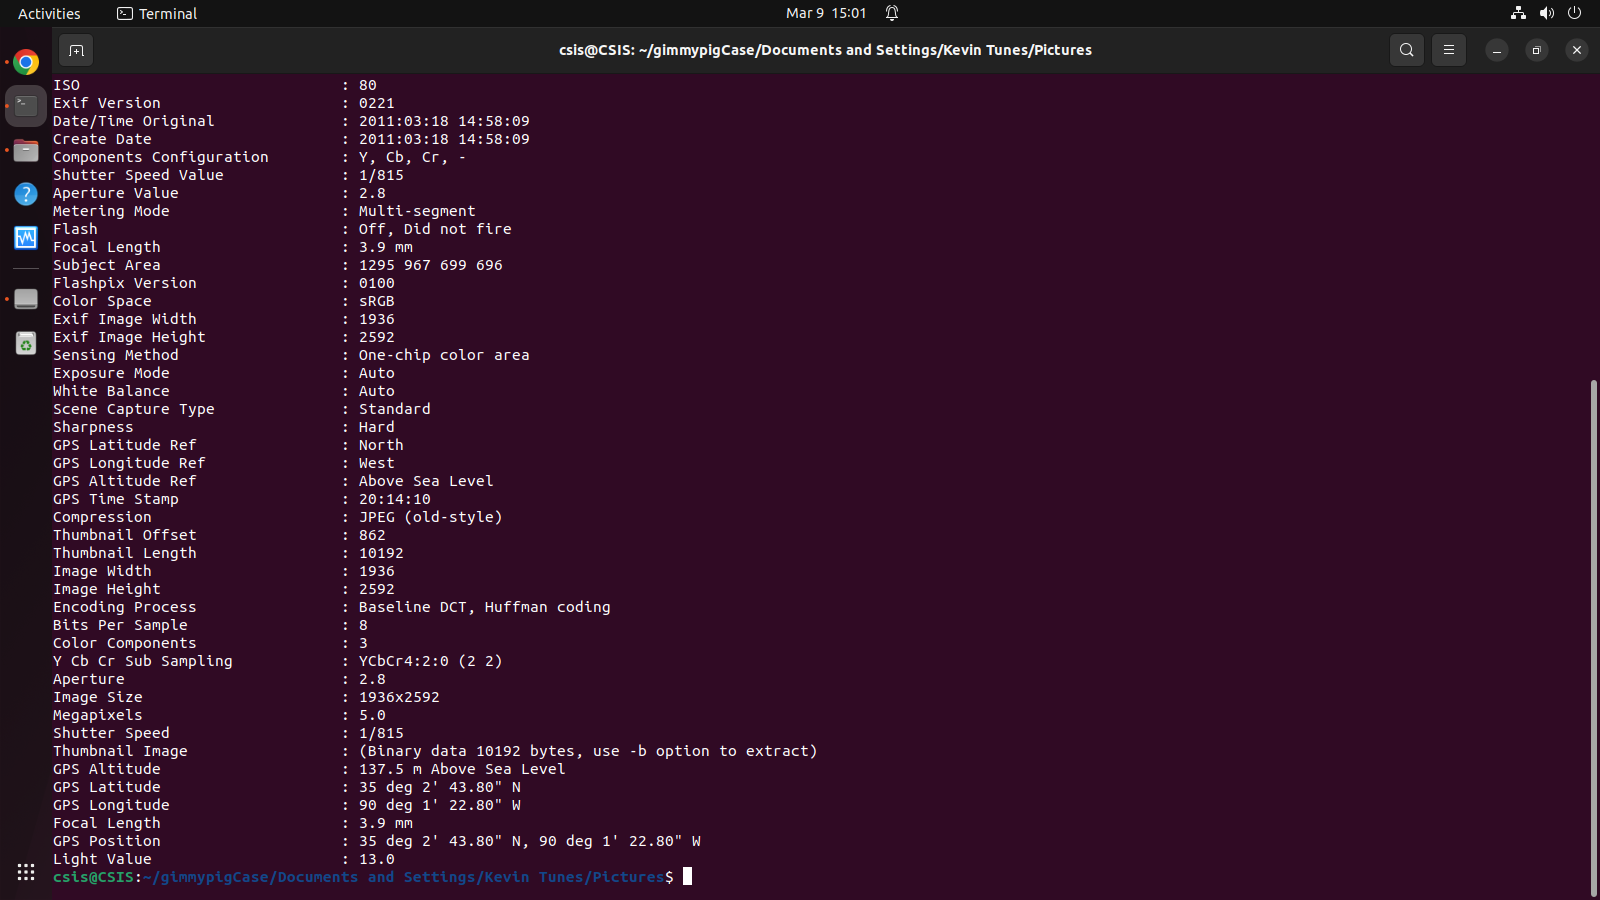 Activities Terminal Mar 9 15:01
csis@CSIS: ~/gimmypigCase/Documents and Settings/Kevin Tunes/Pictures
ISO : 80
Exif Version : 0221
Date/Time Original : 2011:03:18 14:58:09
Create Date : 2011:03:18 14:58:09
Components Configuration : Y, Cb, Cr, -
Shutter Speed Value : 1/815
Aperture Value : 2.8
Metering Mode : Multi-segment
Flash : Off, Did not fire
Focal Length : 3.9 mm
Subject Area : 1295 967 699 696
Flashpix Version : 0100
Color Space : sRGB
Exif Image Width : 1936
Exif Image Height : 2592
Sensing Method : One-chip color area
Exposure Mode : Auto
White Balance : Auto
Scene Capture Type : Standard
Sharpness : Hard
GPS Latitude Ref : North
GPS Longitude Ref : West
GPS Altitude Ref : Above Sea Level
GPS Time Stamp : 20:14:10
Compression : JPEG (old-style)
Thumbnail Offset : 862
Thumbnail Length : 10192
Image Width : 1936
Image Height : 2592
Encoding Process : Baseline DCT, Huffman coding
Bits Per Sample : 8
Color Components : 3
Y Cb Cr Sub Sampling : YCbCr4:2:0 (2 2)
Aperture : 2.8
Image Size : 1936x2592
Megapixels : 5.0
Shutter Speed : 1/815
Thumbnail Image : (Binary data 10192 bytes, use -b option to extract)
GPS Altitude : 137.5 m Above Sea Level
GPS Latitude : 35 deg 2' 43.80" N
GPS Longitude : 90 deg 1' 22.80" W
Focal Length : 3.9 mm
GPS Position : 35 deg 2' 43.80" N, 90 deg 1' 22.80" W
Light Value : 13.0
csis@CSIS:~/gimmypigCase/Documents and Settings/Kevin Tunes/Pictures$